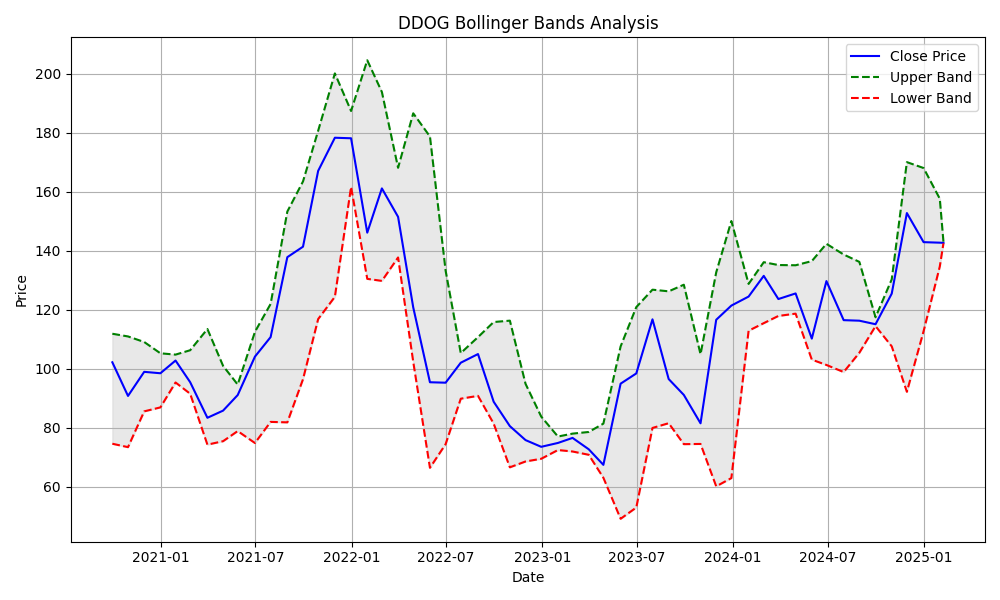 DDOG Bollinger Bands Analysis
Close Price
Upper Band
Lower Band
Price
200
180
160
140
120
100
80
60
2021-01
2021-07
2022-01
2022-07
2023-01
2023-07
2024-01
2024-07
2025-01
Date